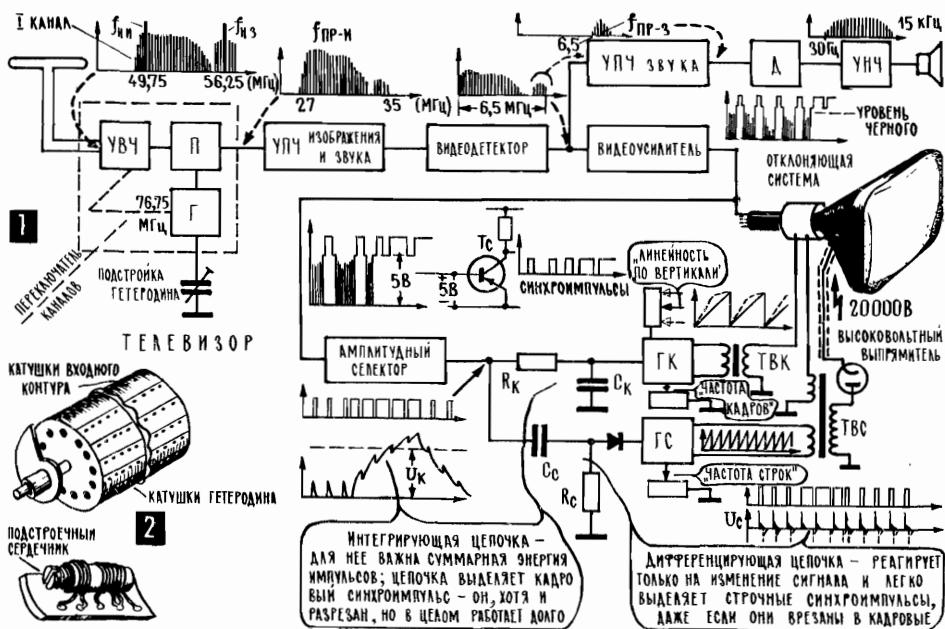 I КАНАЛ
fни
fнз
49,75
56,25 (МГц)
fПР-И
27
35
(МГц)
6,5
fПР-З
6,5 МГц
30Гц
15 кГц
УВЧ
П
Г
76,75
МГц
УПЧ ИЗОБРАЖЕНИЯ
И ЗВУКА
ВИДЕОДЕТЕКТОР
УПЧ ЗВУКА
Д
УНЧ
ВИДЕОУСИЛИТЕЛЬ
УРОВЕНЬ
ЧЕРНОГО
ОТКЛОНЯЮЩАЯ
СИСТЕМА
1
ПОДСТРОЙКА
ГЕТЕРОДИНА
ПЕРЕКЛЮЧАТЕЛЬ
КАНАЛОВ
ТЕЛЕВИЗОР
5В
5В
Тс
СИНХРОИМПУЛЬСЫ
„ЛИНЕЙНОСТЬ
ПО ВЕРТИКАЛИ"
20000В
ВЫСОКОВОЛЬТНЫЙ
ВЫПРЯМИТЕЛЬ
АМПЛИТУДНЫЙ
СЕЛЕКТОР
Rк
Cк
ГК
ТВК
„ЧАСТОТА
КАДРОВ"
Cс
Rс
ГС
ТВС
„ЧАСТОТА СТРОК"
Uк
Uс
КАТУШКИ ВХОДНОГО
КОНТУРА
КАТУШКИ ГЕТЕРОДИНА
2
ПОДСТРОЕЧНЫЙ
СЕРДЕЧНИК
ИНТЕГРИРУЮЩАЯ ЦЕПОЧКА –
ДЛЯ НЕЕ ВАЖНА СУММАРНАЯ ЭНЕРГИЯ
ИМПУЛЬСОВ; ЦЕПОЧКА ВЫДЕЛЯЕТ КАДРО
ВЫЙ СИНХРОИМПУЛЬС – ОН, ХОТЯ И
РАЗРЕЗАН, НО В ЦЕЛОМ РАБОТАЕТ ДОЛГО
ДИФФЕРЕНЦИРУЮЩАЯ ЦЕПОЧКА – РЕАГИРУЕТ
ТОЛЬКО НА ИЗМЕНЕНИЕ СИГНАЛА И ЛЕГКО
ВЫДЕЛЯЕТ СТРОЧНЫЕ СИНХРОИМПУЛЬСЫ,
ДАЖЕ ЕСЛИ ОНИ ВРЕЗАНЫ В КАДРОВЫЕ